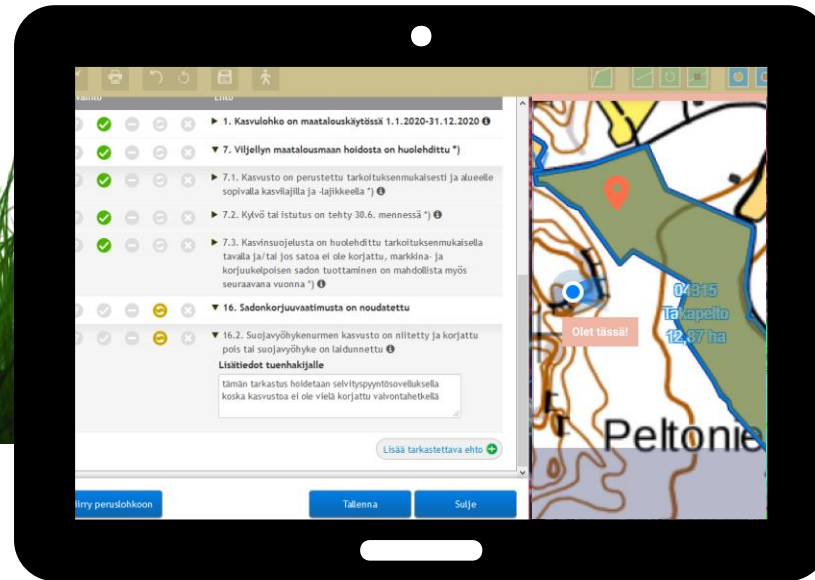 Ehto
1. Kasvulohko on maatalouskäytössä 1.1.2020-31.12.2020
7. Viljellyn maatalousmaan hoidosta on huolehdittu *)
7.1. Kasvusto on perustettu tarkoituksenmukaisesti ja alueelle
sopivalla kasvilajilla ja -lajikkeella *)
7.2. Kylvö tai istutus on tehty 30.6. mennessä *)
7.3. Kasvinsuojelusta on huolehdittu tarkoituksenmukaisella
tavalla ja/tai jos satoa ei ole korjattu, markkina- ja
korjuukelpoisen sadon tuottaminen on mahdollista myös
seuraavana vuonna *)
16. Sadonkorjuuvaatimusta on noudatettu
16.2. Suojavyöhykenurmen kasvusto on niitetty ja korjattu
pois tai suojavyöhyke on laidunnettu
Lisätiedot tuenhakijalle
tämän tarkastus hoidetaan selvityspyyntösovelluksella
koska kasvustoa ei ole vielä korjattu valvontahetkellä
Lisää tarkastettava ehto
iirry peruslohkoon
Tallenna
Sulje
04315
Takapelto
12,87 ha
Olet tässä!
Peltonie